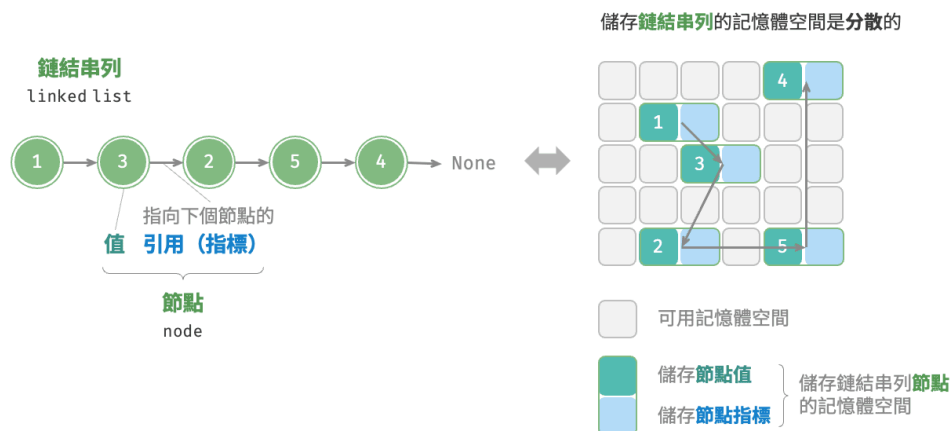 儲存鏈結串列的記憶體空間是分散的
鏈結串列
linked list
1 3 2 5 4 None
指向下個節點的
值 引用（指標）
節點
node
4
1
3
2 5
可用記憶體空間
儲存節點值
儲存節點指標
儲存鏈結串列節點
的記憶體空間